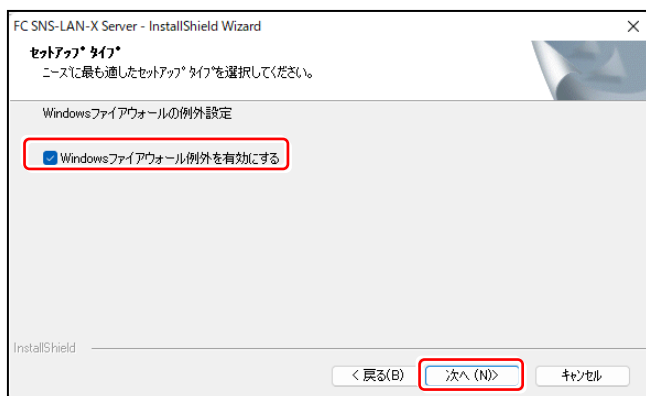 FC SNS-LAN-X Server - InstallShield Wizard
セットアップ タイプ
ニーズに最も適したセットアップ タイプを選択してください。
Windowsファイアウォールの例外設定
Windowsファイアウォール例外を有効にする
InstallShield
< 戻る(B)
次へ (N)>
キャンセル